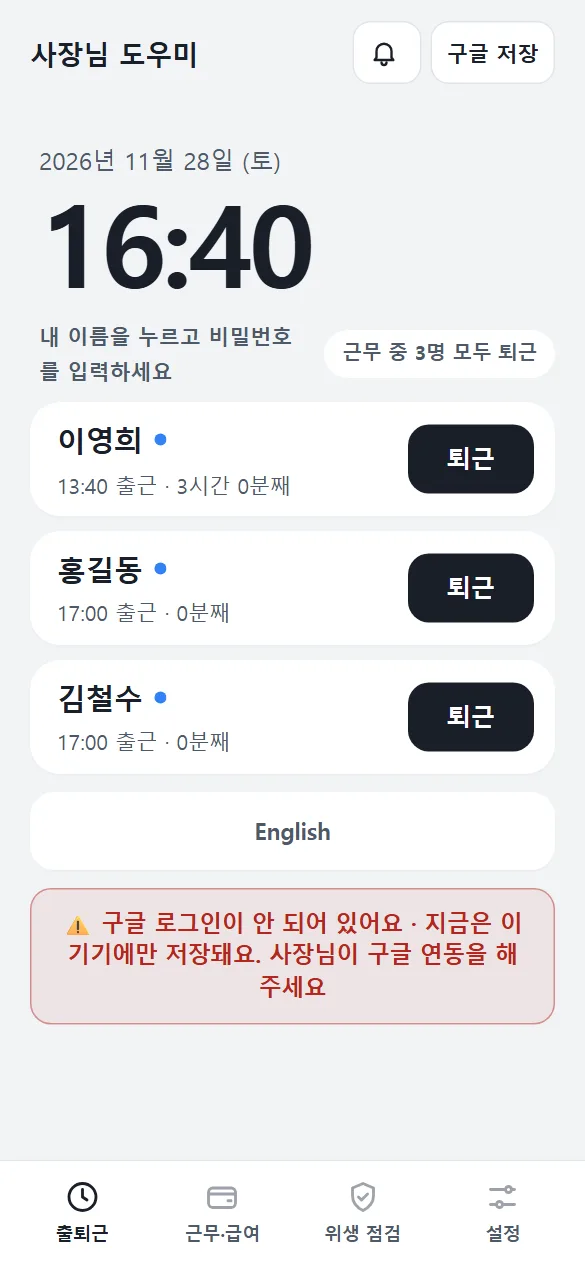 사장님 도우미
구글 저장
2026년 11월 28일 (토)
16:40
내 이름을 누르고 비밀번호
를 입력하세요
근무 중 3명 모두 퇴근
이영희
13:40 출근 · 3시간 0분째
퇴근
홍길동
17:00 출근 · 0분째
퇴근
김철수
17:00 출근 · 0분째
퇴근
English
⚠️ 구글 로그인이 안 되어 있어요 · 지금은 이
기기에만 저장돼요. 사장님이 구글 연동을 해
주세요
출퇴근
근무·급여
위생 점검
설정